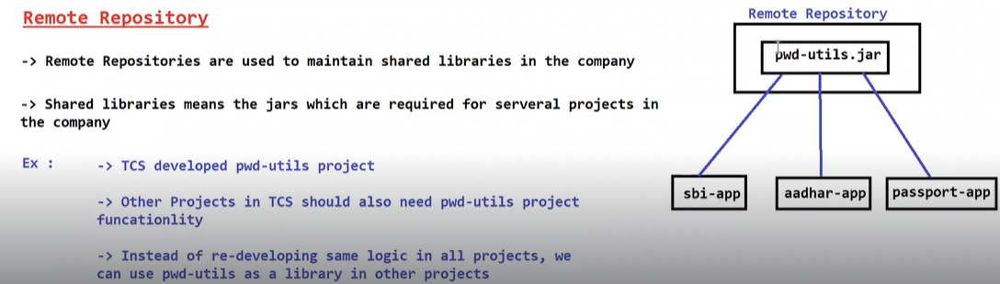 Remote Repository
-> Remote Repositories are used to maintain shared libraries in the company
-> Shared libraries means the jars which are required for serveral projects in
the company
Ex :    -> TCS developed pwd-utils project
-> Other Projects in TCS should also need pwd-utils project
funcationlity
-> Instead of re-developing same logic in all projects, we
can use pwd-utils as a library in other projects
Remote Repository
pwd-utils.jar
sbi-app
aadhar-app
passport-app